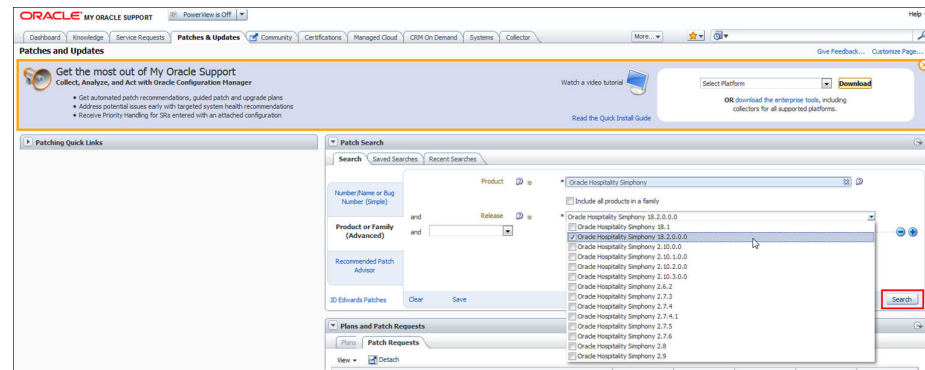 ORACLE MY ORACLE SUPPORT PowerView is Off Help
Dashboard Knowledge Service Requests Patches & Updates Community Certifications Managed Cloud CRM On Demand Systems Collector More...
Patches and Updates Give Feedback... Customize Page...
Get the most out of My Oracle Support
Collect, Analyze, and Act with Oracle Configuration Manager
• Get automated patch recommendations, guided patch and upgrade plans
• Address potential issues early with targeted system health recommendations
• Receive Priority Handling for SRs entered with an attached configuration
Watch a video tutorial
Read the Quick Install Guide
Select Platform Download
OR download the enterprise tools, including
collectors for all supported platforms.
Patching Quick Links
Patch Search
Search Saved Searches Recent Searches
Number/Name or Bug
Number (Simple)
Product or Family
(Advanced)
Recommended Patch
Advisor
JD Edwards Patches
Product is * Oracle Hospitality Simphony
Include all products in a family
and Release is * Oracle Hospitality Simphony 18.2.0.0.0
and
Oracle Hospitality Simphony 18.1
Oracle Hospitality Simphony 18.2.0.0.0
Oracle Hospitality Simphony 2.10.0.0
Oracle Hospitality Simphony 2.10.1.0.0
Oracle Hospitality Simphony 2.10.2.0.0
Oracle Hospitality Simphony 2.10.3.0.0
Oracle Hospitality Simphony 2.6.2
Oracle Hospitality Simphony 2.7.3
Oracle Hospitality Simphony 2.7.4
Oracle Hospitality Simphony 2.7.4.1
Oracle Hospitality Simphony 2.7.5
Oracle Hospitality Simphony 2.7.6
Oracle Hospitality Simphony 2.8
Oracle Hospitality Simphony 2.9
Clear Save Search
Plans and Patch Requests
Plans Patch Requests
View Detach